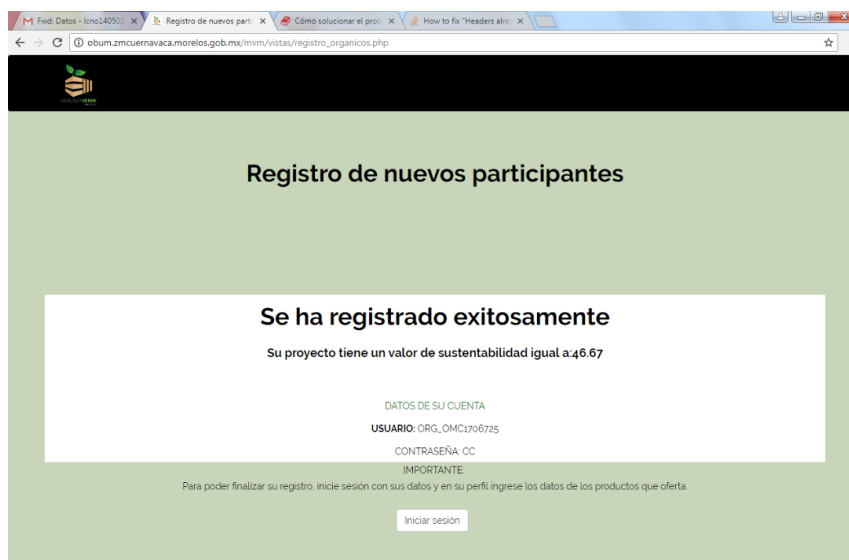 Fwd: Datos - lcno14050
Registro de nuevos parti
Cómo solucionar el prob
How to fix "Headers alre
obum.zmcuernavaca.morelos.gob.mx/mvm/vistas/registro_organicos.php
Registro de nuevos participantes
Se ha registrado exitosamente
Su proyecto tiene un valor de sustentabilidad igual a:46.67
DATOS DE SU CUENTA
USUARIO: ORG_OMC1706725
CONTRASEÑA: CC
IMPORTANTE:
Para poder finalizar su registro, inicie sesión con sus datos y en su perfil ingrese los datos de los productos que oferta.
Iniciar sesión